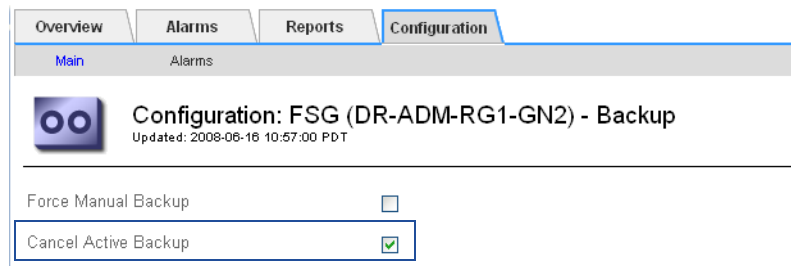 Overview Alarms Reports Configuration
Main Alarms
Configuration: FSG (DR-ADM-RG1-GN2) - Backup
Updated: 2008-06-16 10:57:00 PDT
Force Manual Backup
Cancel Active Backup